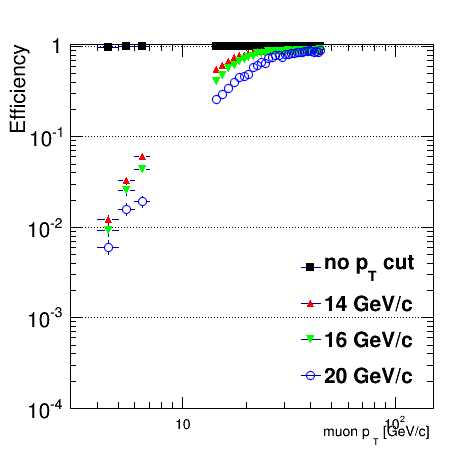 Efficiency
1
10^-1
10^-2
10^-3
10^-4
no p_T cut
14 GeV/c
16 GeV/c
20 GeV/c
10
10^2
muon p_T [GeV/c]